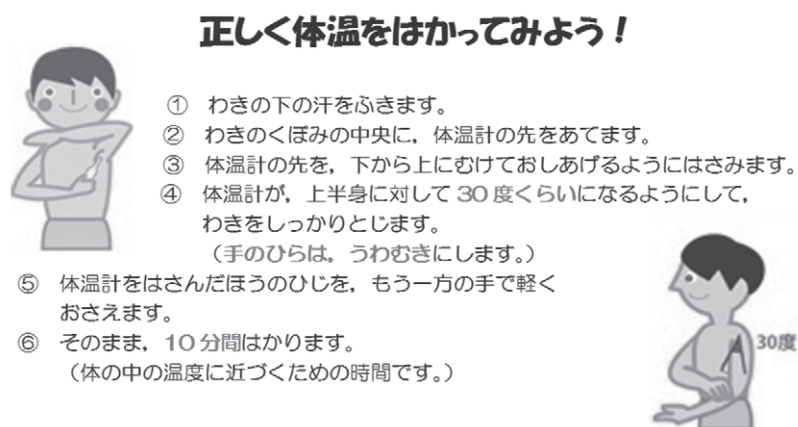 正しく体温をはかってみよう！
① わきの下の汗をふきます。
② わきのくぼみの中央に，体温計の先をあてます。
③ 体温計の先を，下から上にむけておしあげるようにはさみます。
④ 体温計が，上半身に対して30度くらいになるようにして，
わきをしっかりとじます。
（手のひらは，うわむきにします。）
⑤ 体温計をはさんだほうのひじを，もう一方の手で軽く
おさえます。
⑥ そのまま，10分間はかります。
（体の中の温度に近づくための時間です。）
30度